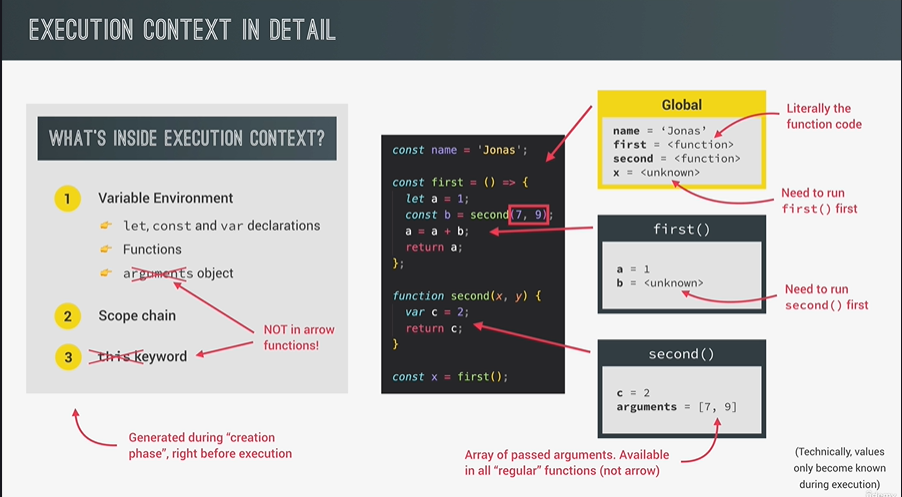 EXECUTION CONTEXT IN DETAIL
WHAT'S INSIDE EXECUTION CONTEXT?
1 Variable Environment
👉 let, const and var declarations
👉 Functions
👉 arguments object
2 Scope chain
3 this keyword
NOT in arrow
functions!
Generated during “creation
phase”, right before execution
const name = 'Jonas';
const first = () => {
let a = 1;
const b = second(7, 9);
a = a + b;
return a;
};
function second(x, y) {
var c = 2;
return c;
}
const x = first();
Global
name = ‘Jonas’
first = <function>
second = <function>
x = <unknown>
Literally the
function code
Need to run
first() first
first()
a = 1
b = <unknown>
Need to run
second() first
second()
c = 2
arguments = [7, 9]
Array of passed arguments. Available
in all “regular” functions (not arrow)
(Technically, values
only become known
during execution)
Udemy